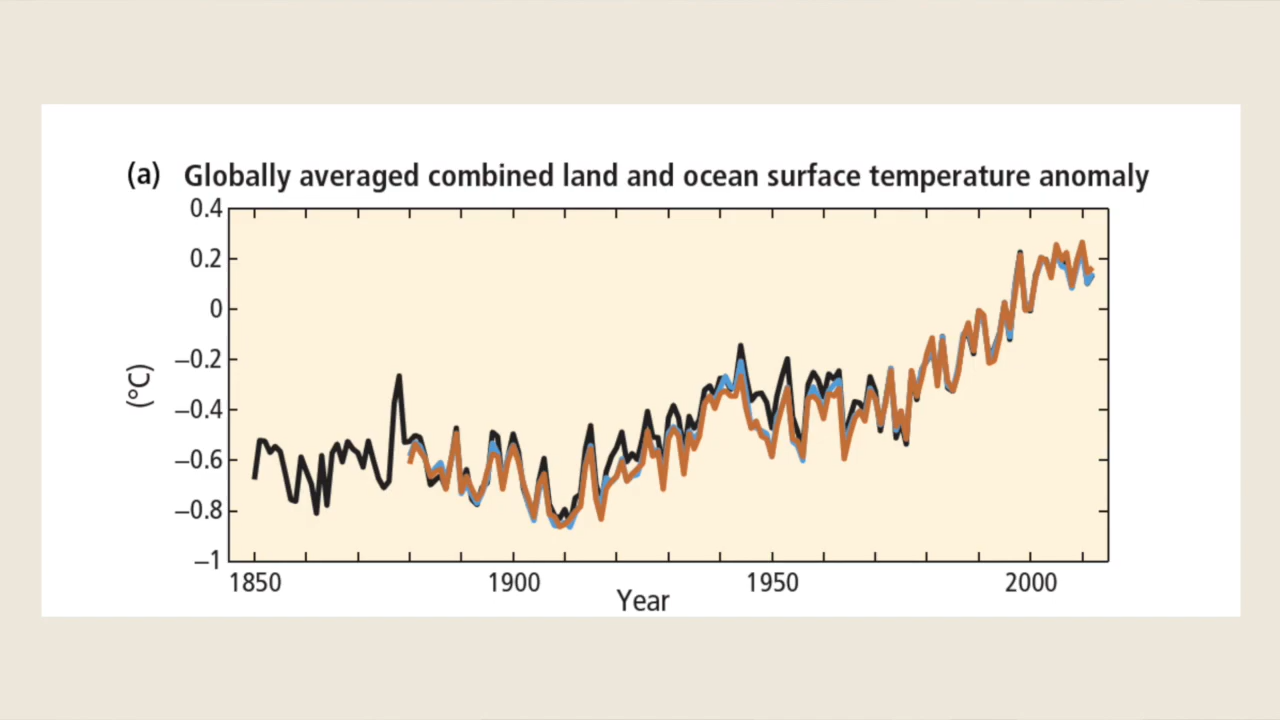 (a) Globally averaged combined land and ocean surface temperature anomaly
0.4
0.2
0
−0.2
−0.4
−0.6
−0.8
−1
(°C)
1850 1900 1950 2000
Year